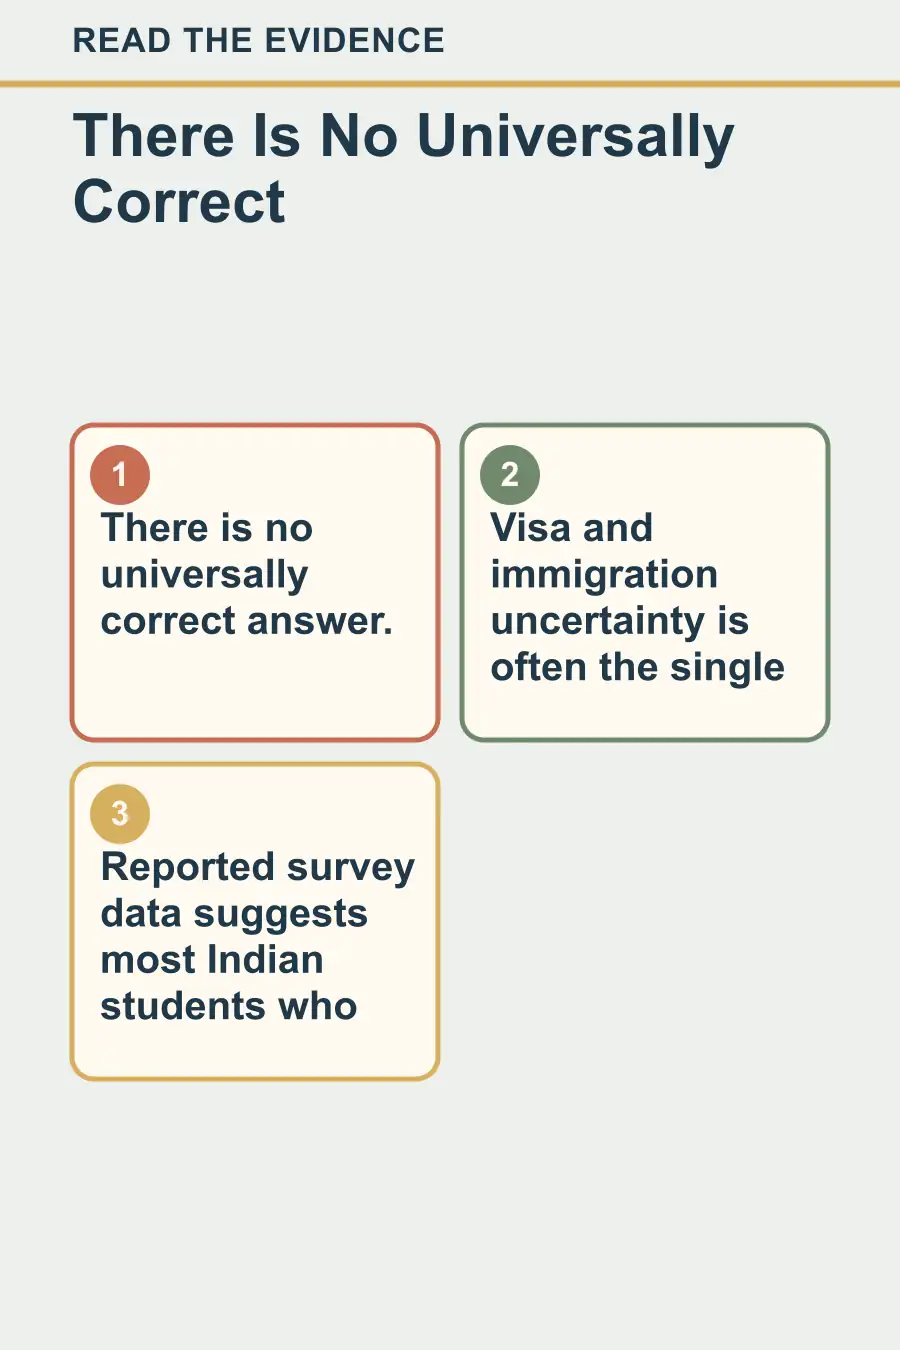 READ THE EVIDENCE
There Is No Universally
Correct
1
There is no
universally
correct answer.
2
Visa and
immigration
uncertainty is
often the single
3
Reported survey
data suggests
most Indian
students who